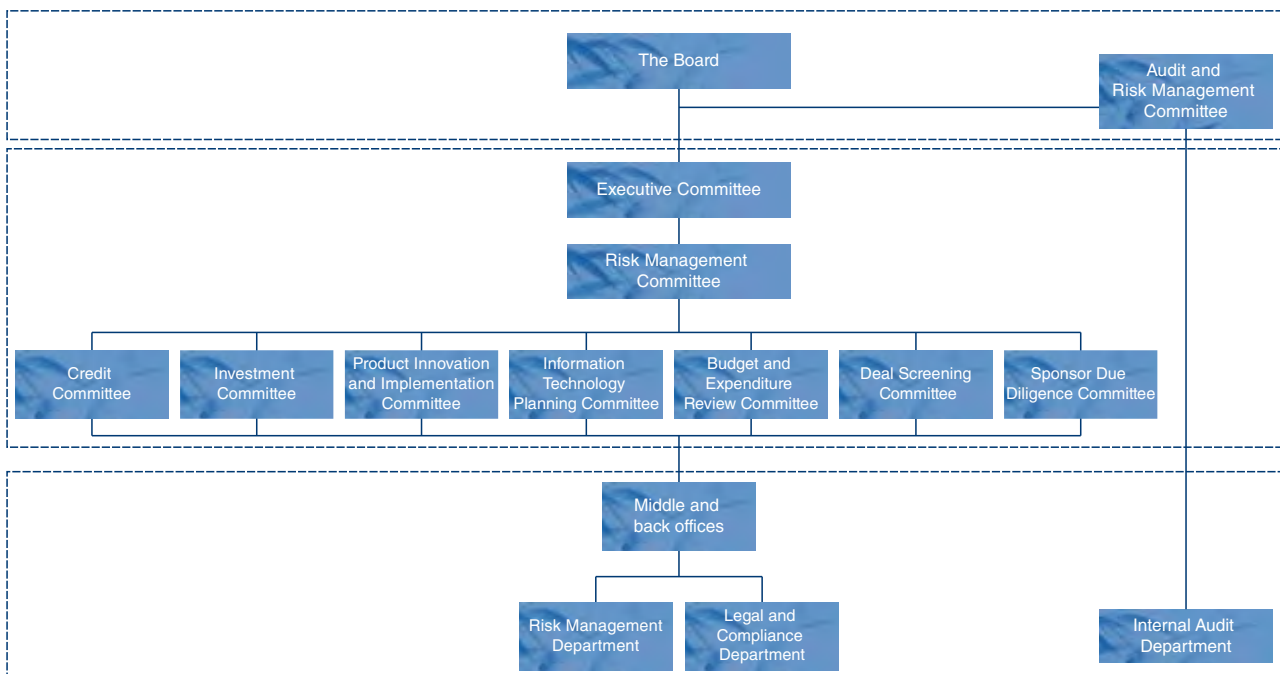 The Board
Audit and
Risk Management
Committee
Executive Committee
Risk Management
Committee
Credit
Committee
Investment
Committee
Product Innovation
and Implementation
Committee
Information
Technology
Planning Committee
Budget and
Expenditure
Review Committee
Deal Screening
Committee
Sponsor Due
Diligence Committee
Middle and
back offices
Risk Management
Department
Legal and
Compliance
Department
Internal Audit
Department